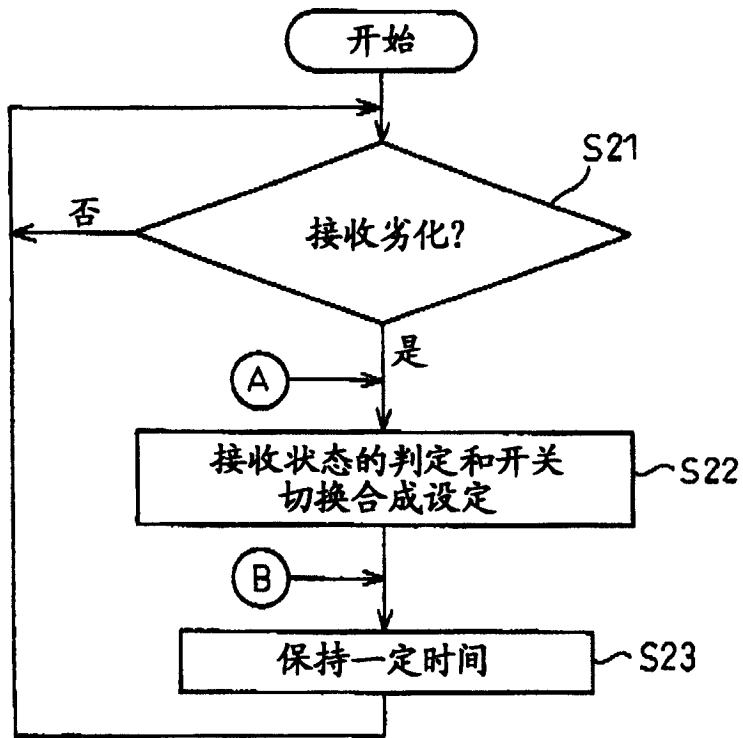 开始
S21
否
接收劣化?
是
A
接收状态的判定和开关
切换合成设定
S22
B
保持一定时间
S23